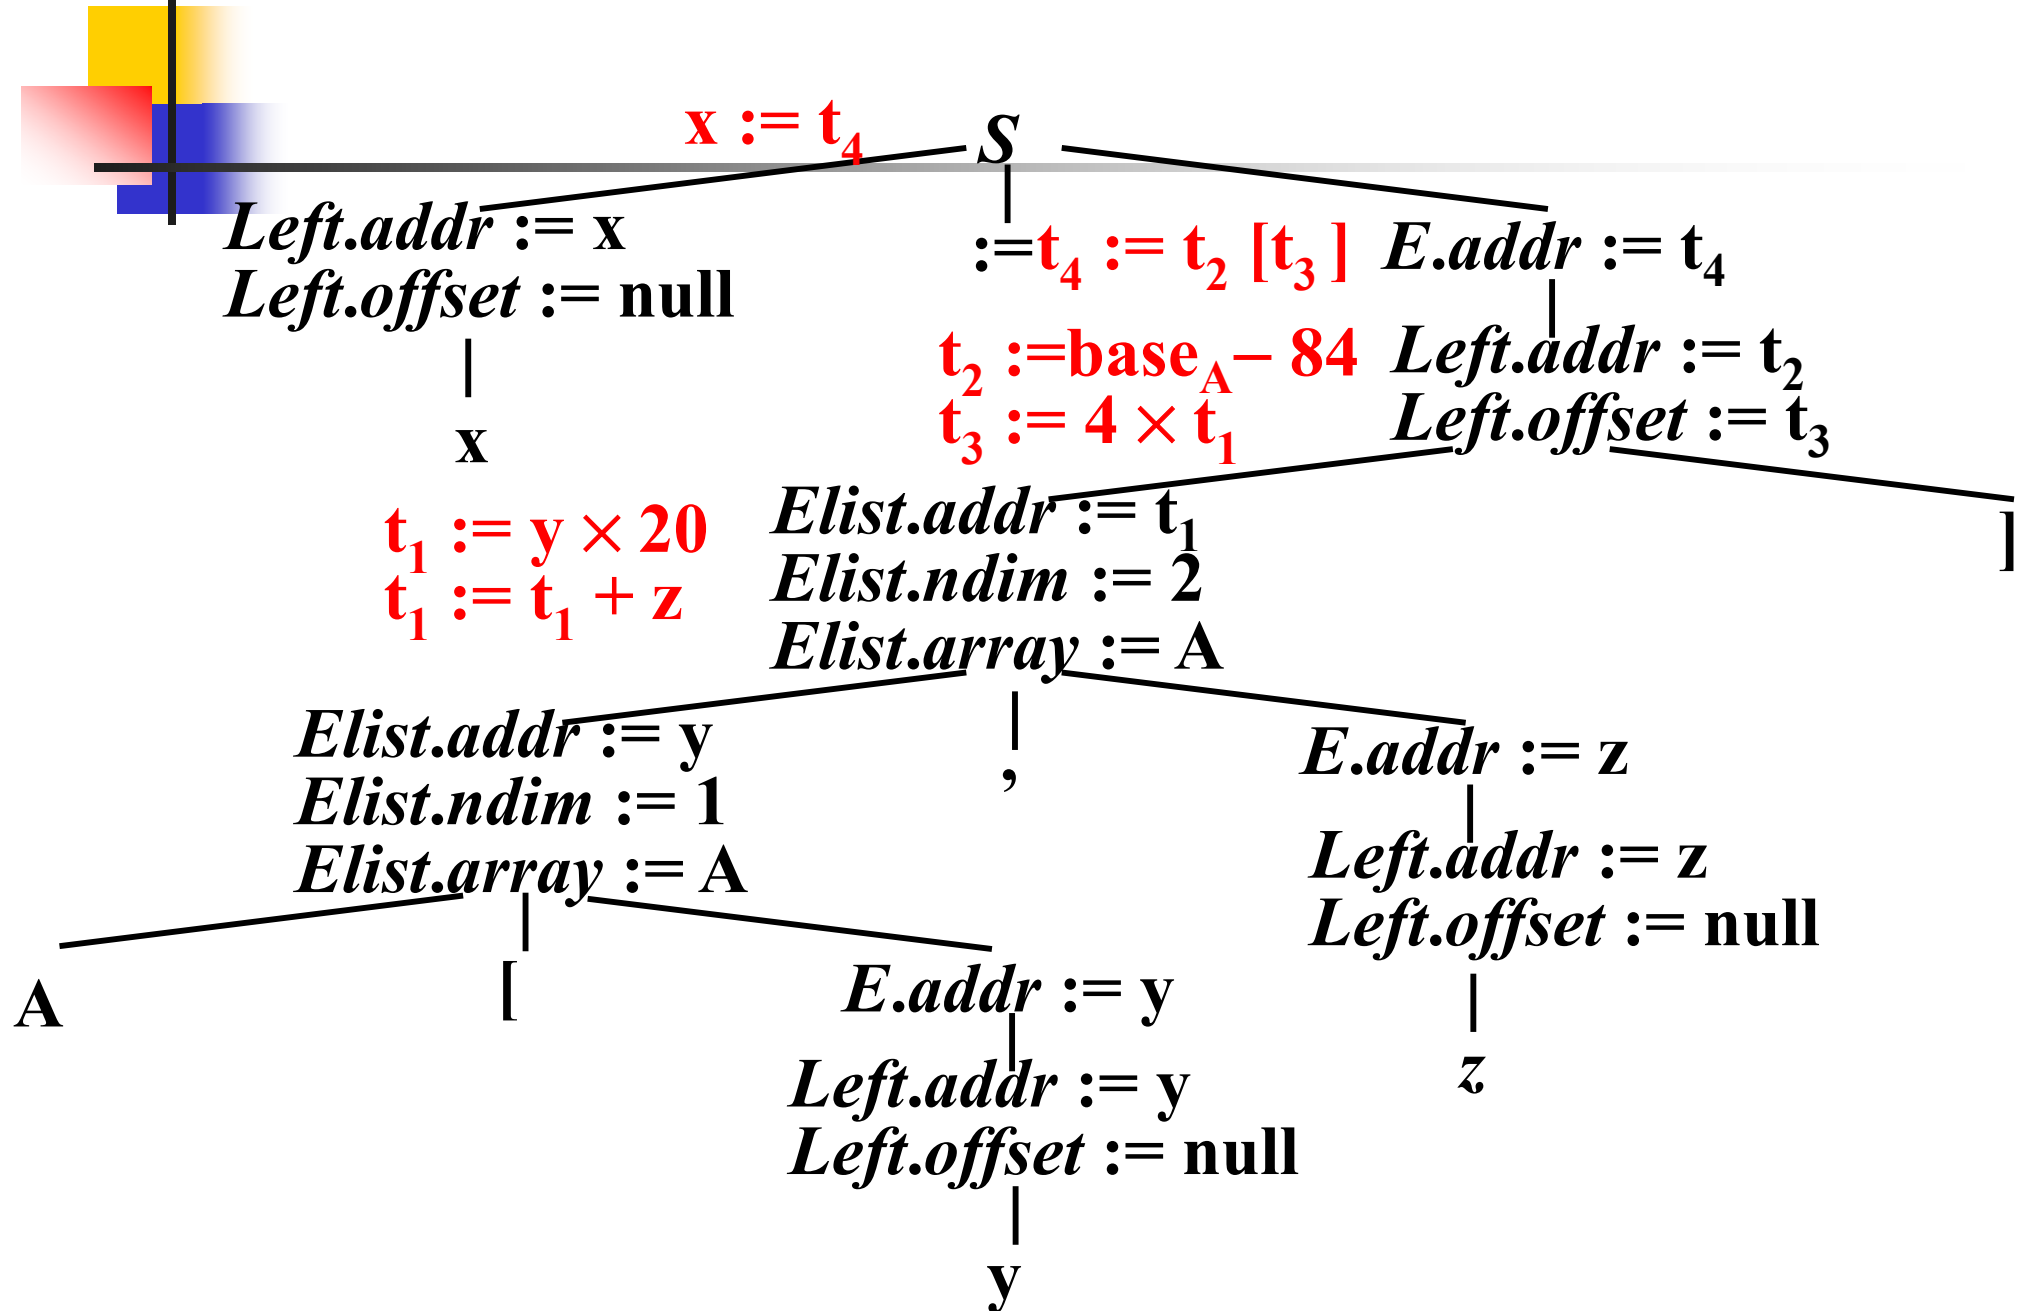 x := t₄ S
Left.addr := x
Left.offset := null
:= t₄ := t₂ [t₃ ] E.addr := t₄
t₂ :=base_A – 84 Left.addr := t₂
t₃ := 4 × t₁ Left.offset := t₃
x
t₁ := y × 20 Elist.addr := t₁ ]
t₁ := t₁ + z Elist.ndim := 2
Elist.array := A
Elist.addr := y , E.addr := z
Elist.ndim := 1
Elist.array := A Left.addr := z
Left.offset := null
A [ E.addr := y
z
Left.addr := y
Left.offset := null
y